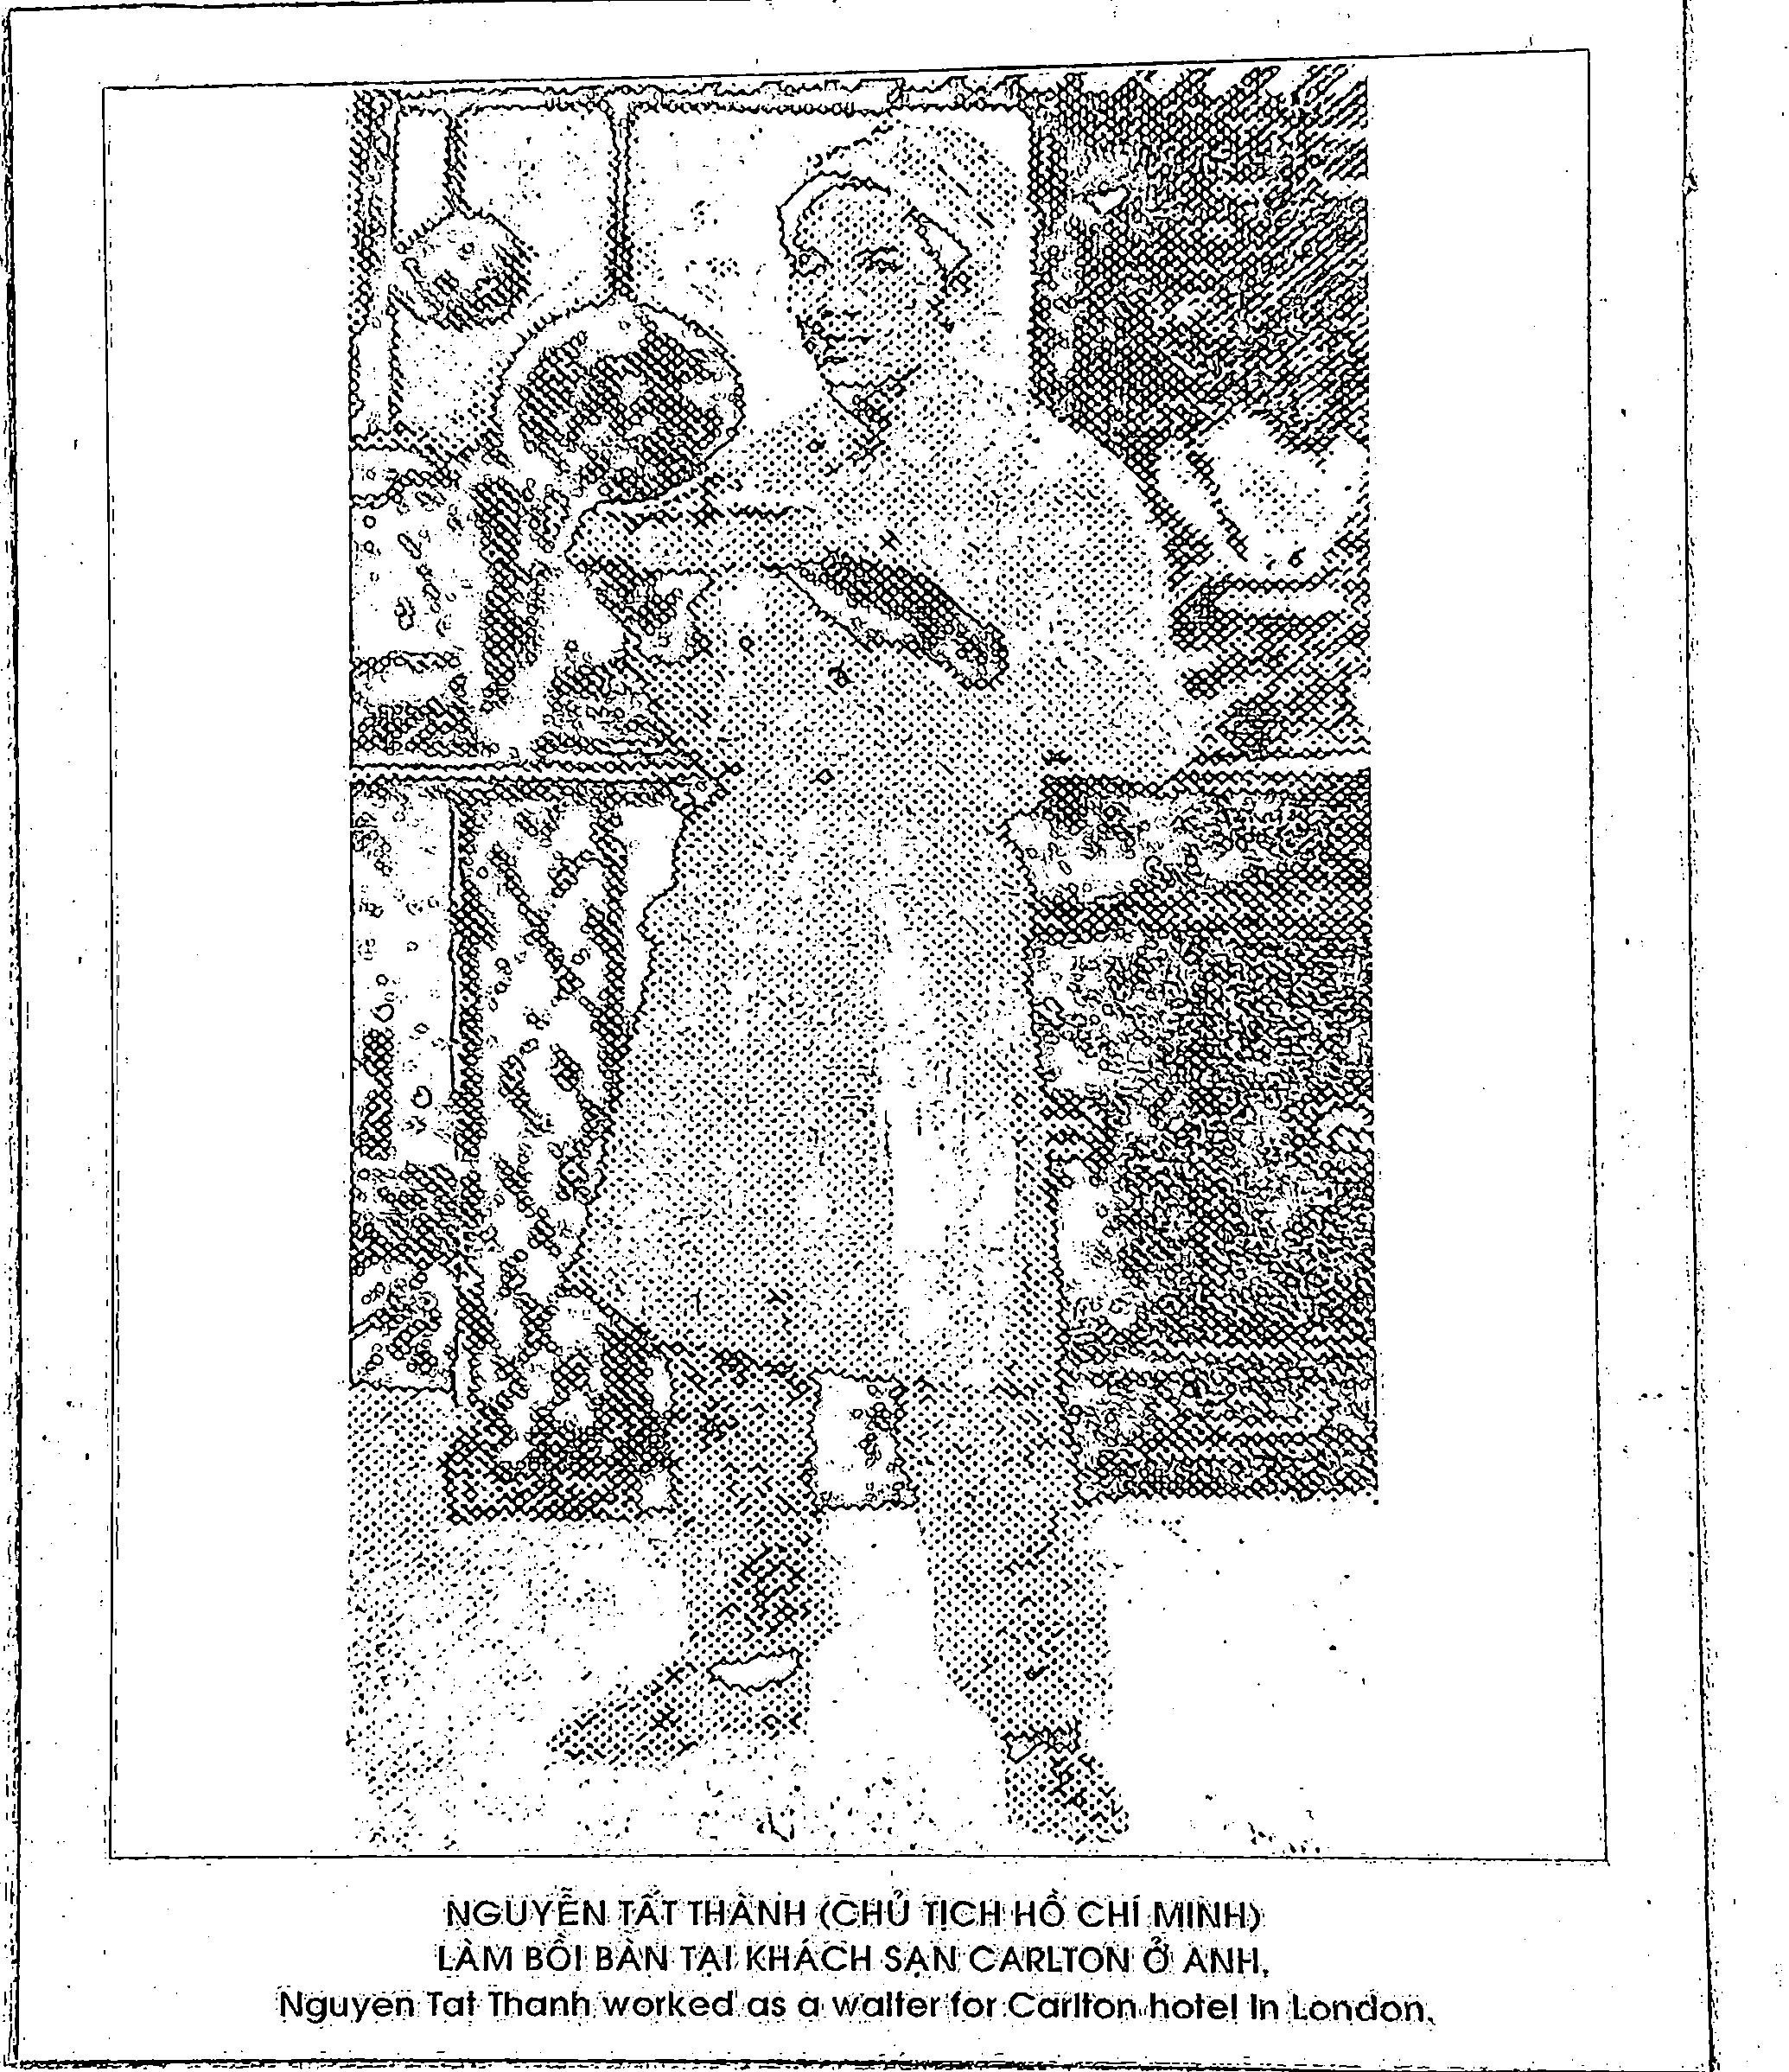 NGUYỄN TẤT THÀNH (CHỦ TỊCH HỒ CHÍ MINH)
LÀM BỒI BÀN TẠI KHÁCH SẠN CARLTON Ở ANH.
Nguyen Tat Thanh worked as a waiter for Carlton hotel in London.